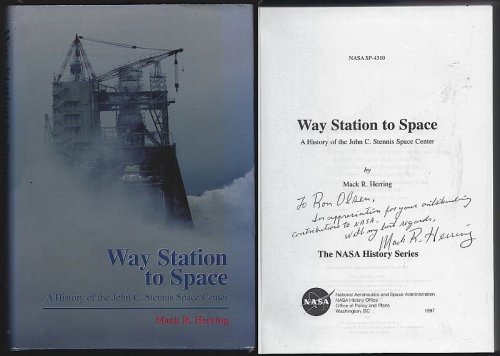 Way Station
to Space
A History of the John C. Stennis Space Center
Mack R. Herring
NASA SP-4310
Way Station to Space
A History of the John C. Stennis Space Center
by
Mack R. Herring
To Ron Olsen,
In appreciation for your outstanding
contributions to NASA.
With my best regards,
Mack R. Herring
The NASA History Series
NASA
National Aeronautics and Space Administration
NASA History Office
Office of Policy and Plans
Washington, DC 1997